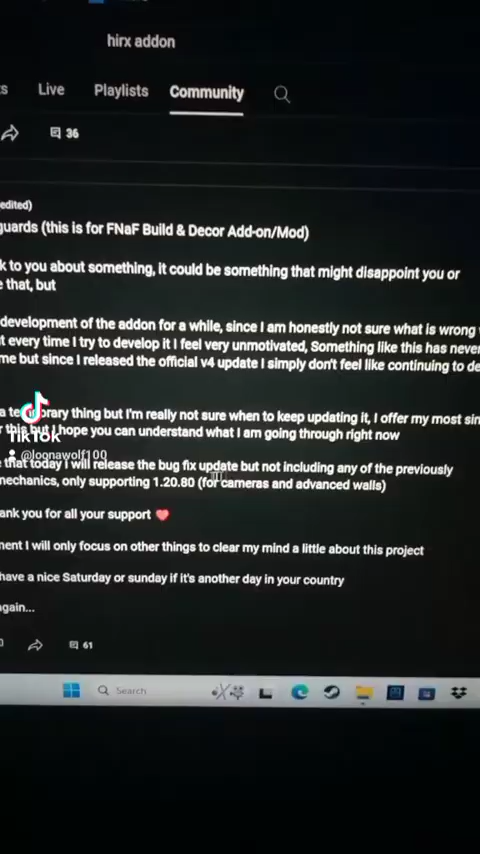 hirx addon
s Live Playlists Community
36
edited)
guards (this is for FNaF Build & Decor Add-on/Mod)
k to you about something, it could be something that might disappoint you or
e that, but
development of the addon for a while, since I am honestly not sure what is wrong
t every time I try to develop it I feel very unmotivated, Something like this has never
me but since I released the official v4 update I simply don't feel like continuing to de
a temporary thing but I'm really not sure when to keep updating it, I offer my most sin
r this but I hope you can understand what I am going through right now
TikTok
@loonawolf100
e that today I will release the bug fix update but not including any of the previously
mechanics, only supporting 1.20.80 (for cameras and advanced walls)
ank you for all your support ❤️
ment I will only focus on other things to clear my mind a little about this project
have a nice Saturday or sunday if it's another day in your country
again...
61
Search